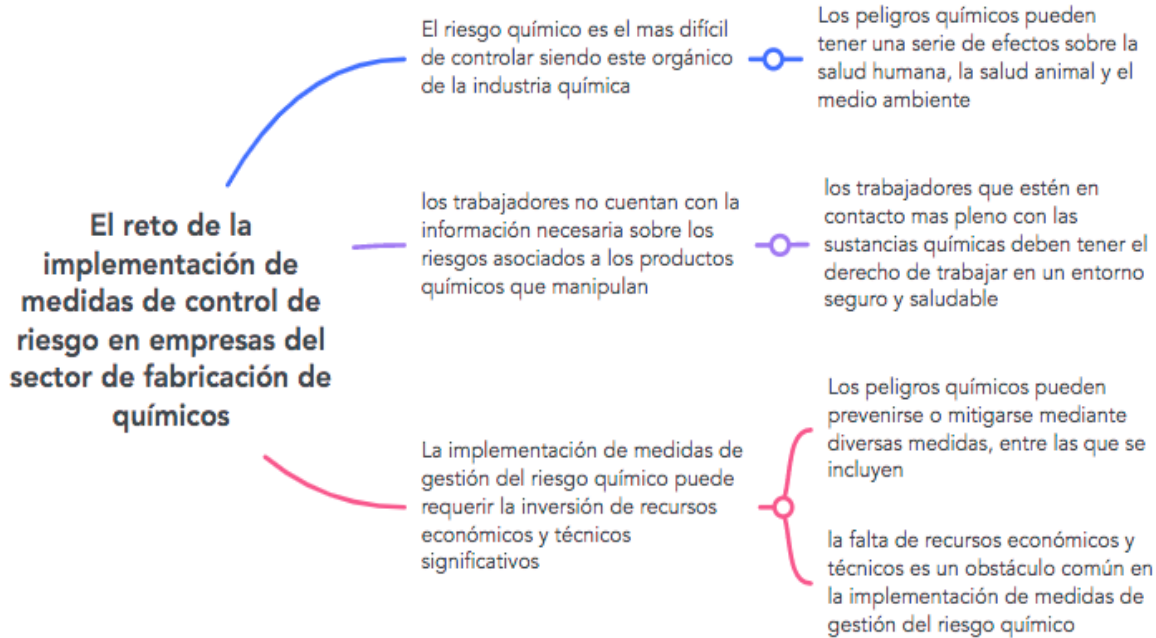 El reto de la
implementación de
medidas de control de
riesgo en empresas del
sector de fabricación de
químicos
El riesgo químico es el mas difícil
de controlar siendo este orgánico
de la industria química
Los peligros químicos pueden
tener una serie de efectos sobre la
salud humana, la salud animal y el
medio ambiente
los trabajadores no cuentan con la
información necesaria sobre los
riesgos asociados a los productos
químicos que manipulan
los trabajadores que estén en
contacto mas pleno con las
sustancias químicas deben tener el
derecho de trabajar en un entorno
seguro y saludable
La implementación de medidas de
gestión del riesgo químico puede
requerir la inversión de recursos
económicos y técnicos
significativos
Los peligros químicos pueden
prevenirse o mitigarse mediante
diversas medidas, entre las que se
incluyen
la falta de recursos económicos y
técnicos es un obstáculo común en
la implementación de medidas de
gestión del riesgo químico